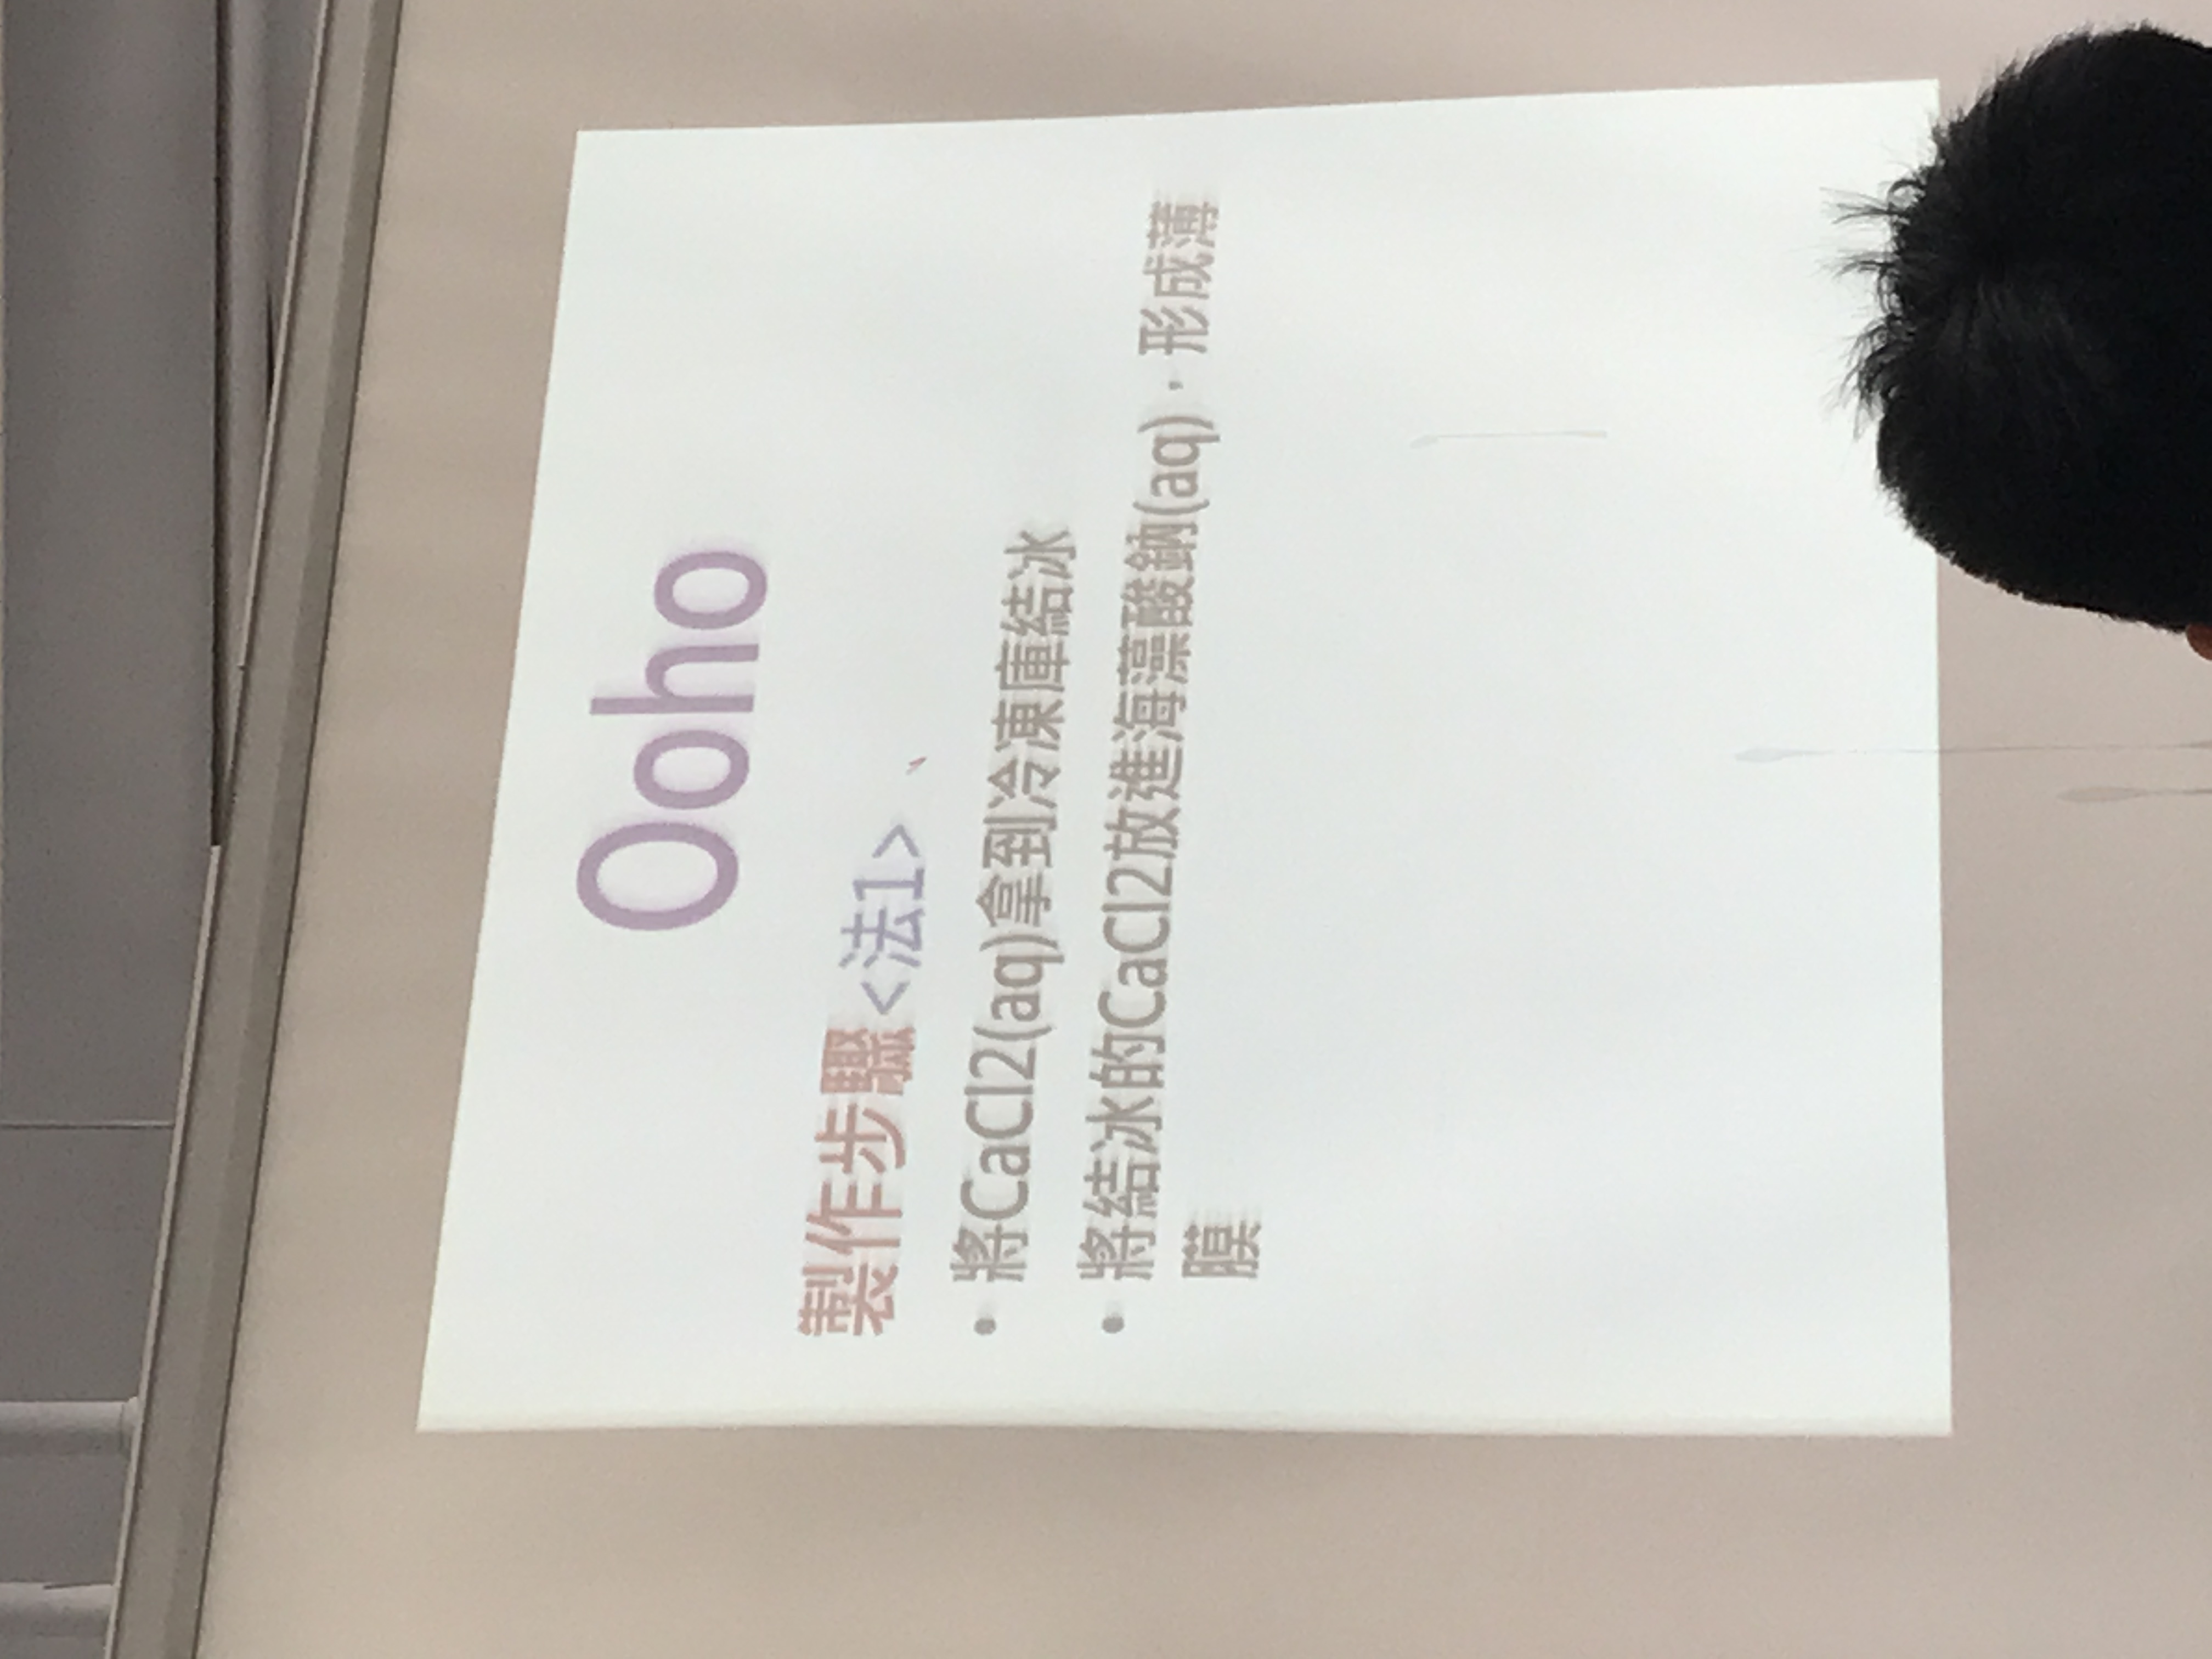 Ooho
製作步驟<法1>
• 將CaCl2(aq)拿到冷凍庫結冰
• 將結冰的CaCl2放進海藻酸鈉(aq)，形成薄
膜